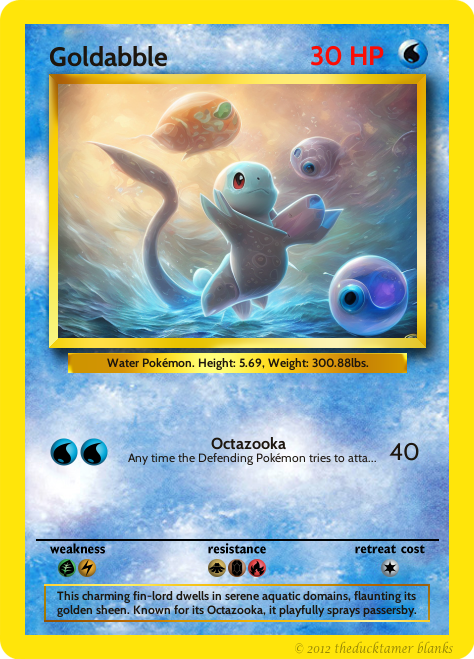 Goldabble
30 HP
Water Pokémon. Height: 5.69, Weight: 300.88lbs.
Octazooka
Any time the Defending Pokémon tries to atta...
40
weakness
resistance
retreat cost
This charming fin-lord dwells in serene aquatic domains, flaunting its
golden sheen. Known for its Octazooka, it playfully sprays passersby.
© 2012 theducktamer blanks